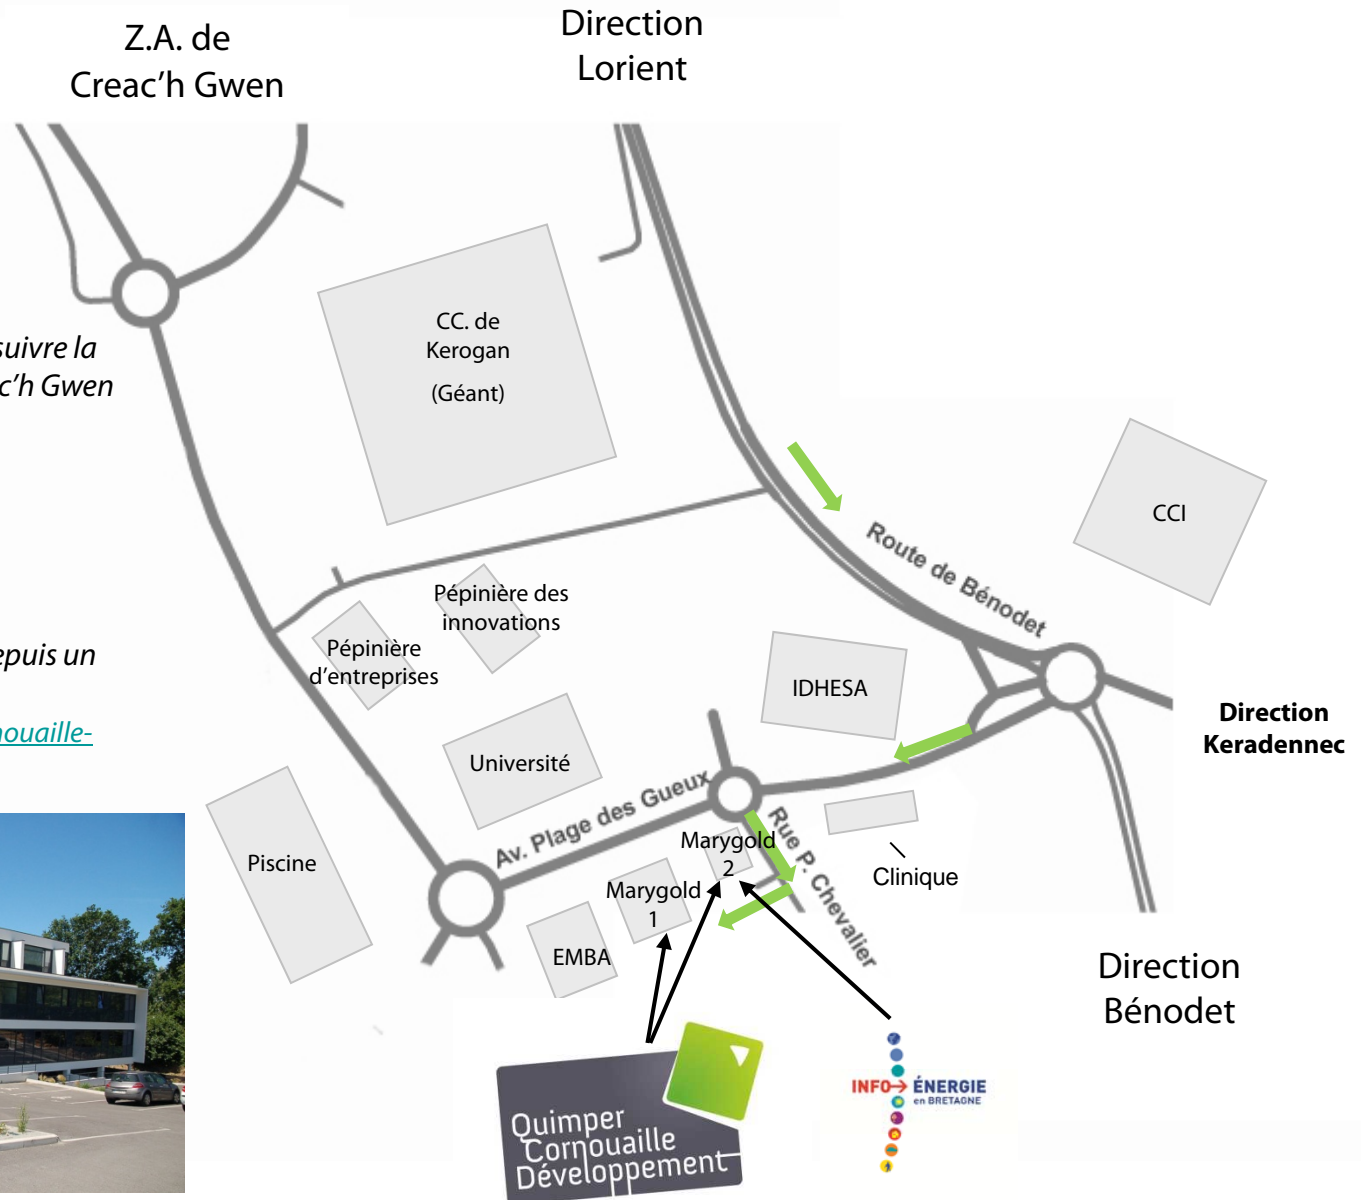 Z.A. de
Creac'h Gwen
Direction
Lorient
suivre la
c'h Gwen
CC. de
Kerogan
(Géant)
CCI
Route de Bénodet
Pépinière des
innovations
Pépinière
d'entreprises
epuis un
IDHESA
Direction
Keradennec
nouaille-
Université
Av. Plage des Gueux
Piscine
Marygold
2
Rue P. Chevalier
Clinique
Marygold
1
EMBA
Direction
Bénodet
Quimper
Cornouaille
Développement
INFO→ ÉNERGIE
en BRETAGNE